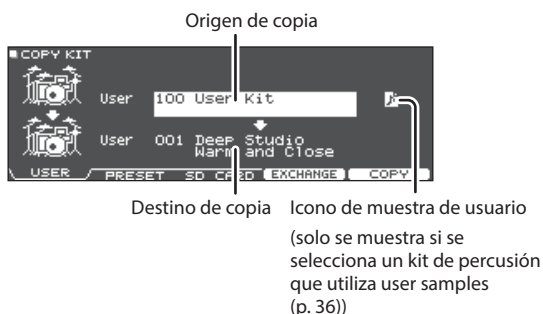 Origen de copia
COPY KIT
User 100 User Kit
User 001 Deep Studio
Warm and Close
USER PRESET SD CARD EXCHANGE COPY
Destino de copia
Icono de muestra de usuario
(solo se muestra si se
selecciona un kit de percusión
que utiliza user samples
(p. 36))